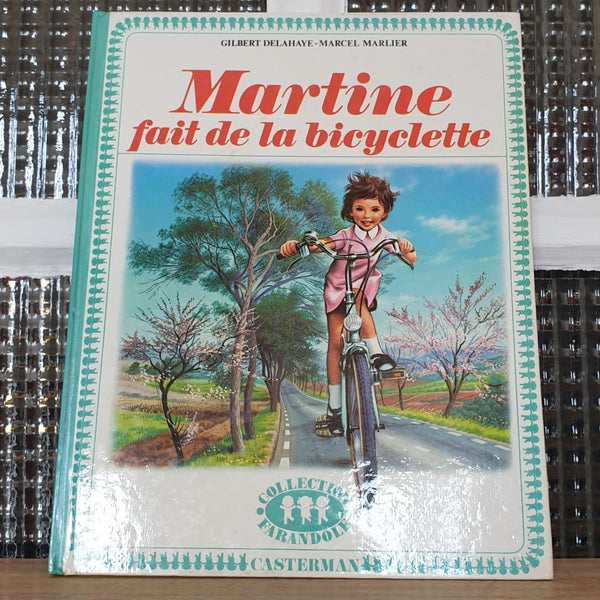 GILBERT DELAHAYE-MARCEL MARLIER
Martine
fait de la bicyclette
COLLECTION
FARANDOLE
CASTERMAN